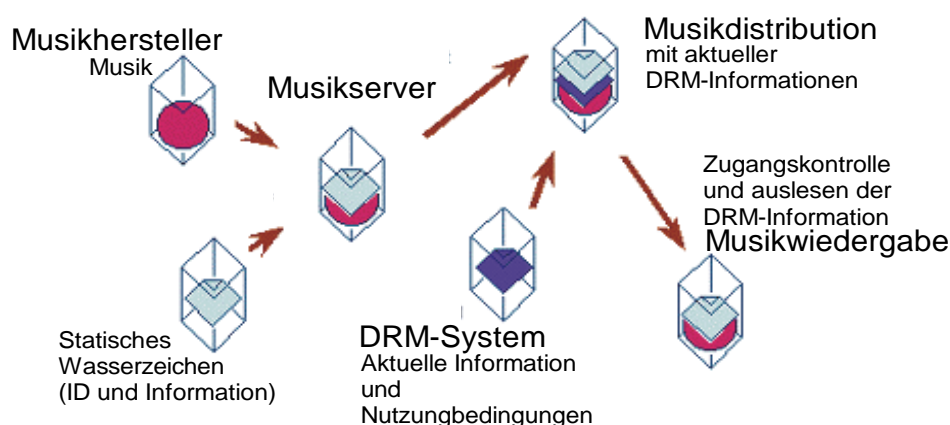 Musikhersteller
Musik
Musikserver
Musikdistribution
mit aktueller
DRM-Informationen
Zugangskontrolle
und auslesen der
DRM-Information
Musikwiedergabe
Statisches
Wasserzeichen
(ID und Information)
DRM-System
Aktuelle Information
und
Nutzungbedingungen